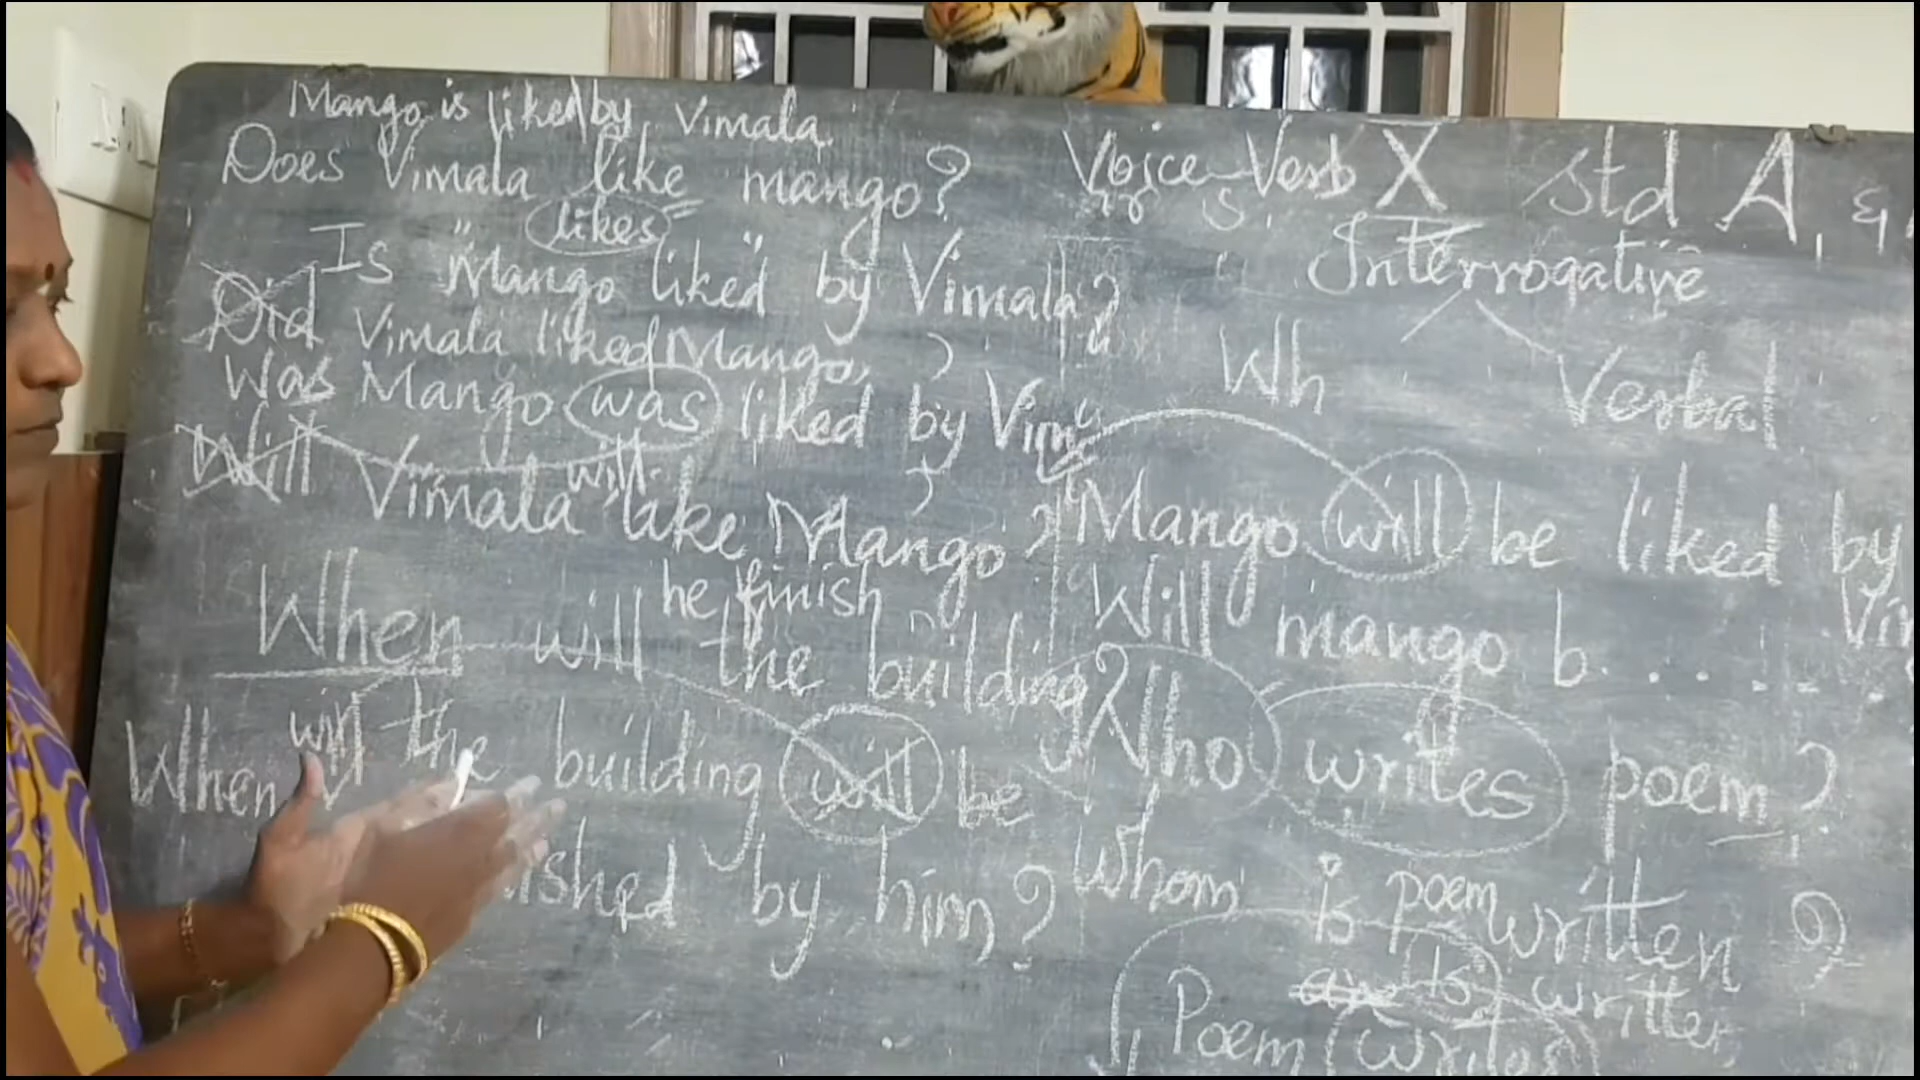 Mango is liked by Vimala
Does Vimala like mango?
likes
Is "Mango liked" by Vimala?
Did Vimala liked Mango,
Was Mango was liked by Vim
Will Vimala will like Mango?
he finish
When will the building?
When will the building will be
ished by him?
Voice Verb X std A,
Interrogative
Wh Verbal
Mango will be liked by
Vi
Will mango b.........
Who writes poem?
Whom is poem written?
Poem is written
(writes